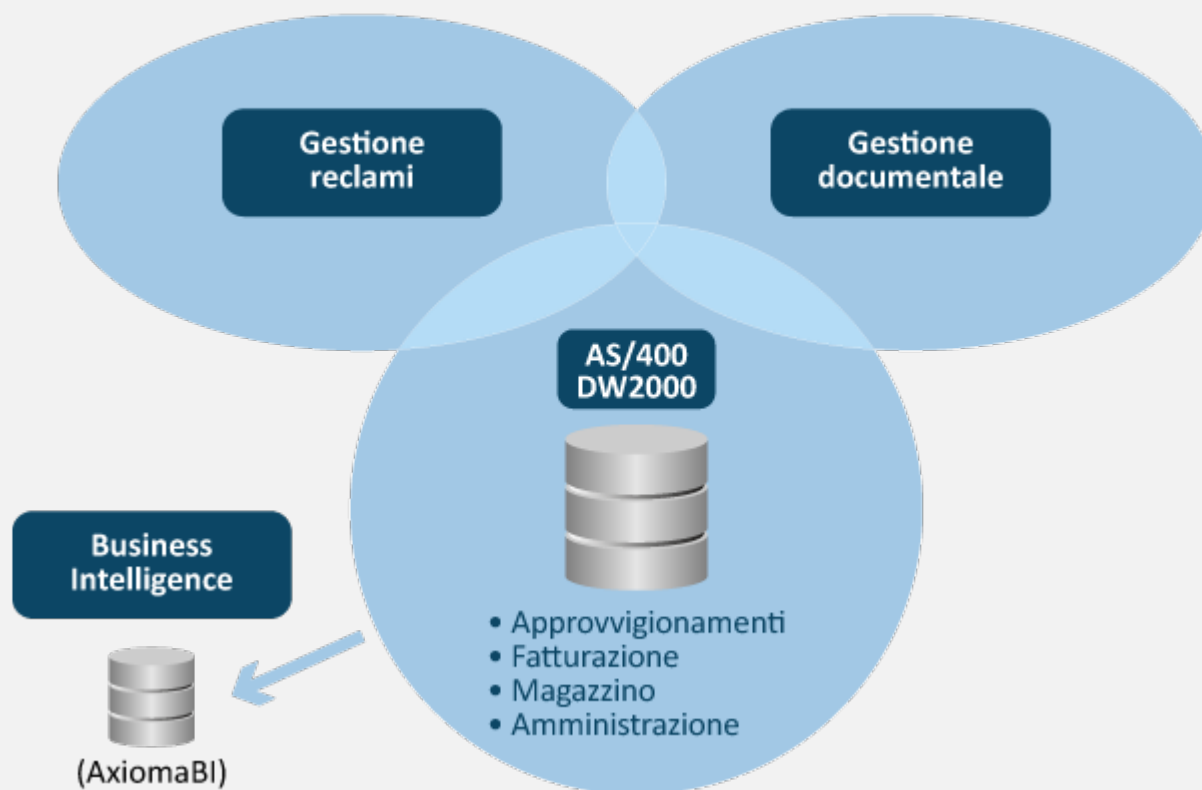 Gestione
reclami
Gestione
documentale
AS/400
DW2000
• Approvvigionamenti
• Fatturazione
• Magazzino
• Amministrazione
Business
Intelligence
(AxiomaBI)